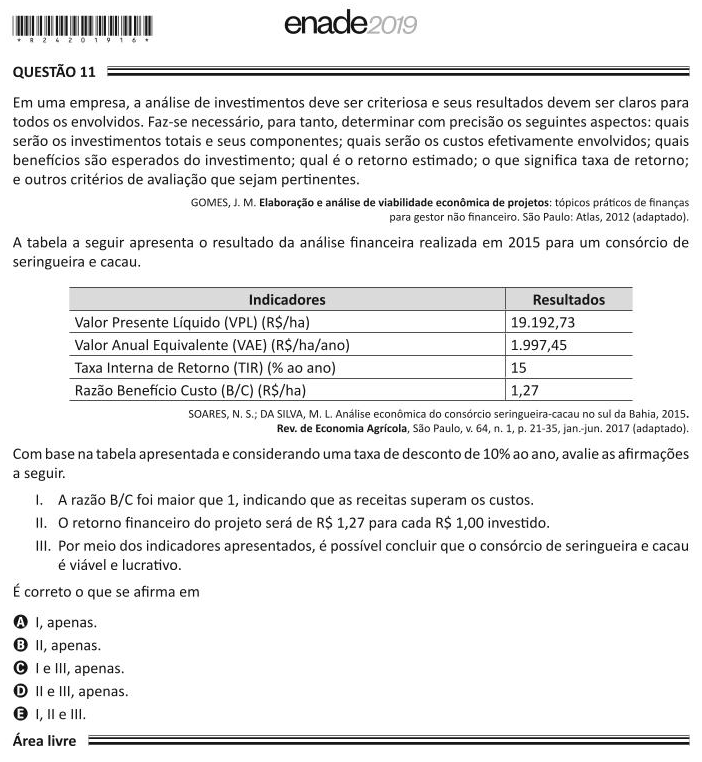 * R 2 4 2 0 1 9 1 6 *
enade2019
QUESTÃO 11
Em uma empresa, a análise de investimentos deve ser criteriosa e seus resultados devem ser claros para
todos os envolvidos. Faz-se necessário, para tanto, determinar com precisão os seguintes aspectos: quais
serão os investimentos totais e seus componentes; quais serão os custos efetivamente envolvidos; quais
benefícios são esperados do investimento; qual é o retorno estimado; o que significa taxa de retorno;
e outros critérios de avaliação que sejam pertinentes.
GOMES, J. M. Elaboração e análise de viabilidade econômica de projetos: tópicos práticos de finanças
para gestor não financeiro. São Paulo: Atlas, 2012 (adaptado).
A tabela a seguir apresenta o resultado da análise financeira realizada em 2015 para um consórcio de
seringueira e cacau.
Indicadores Resultados
Valor Presente Líquido (VPL) (R$/ha) 19.192,73
Valor Anual Equivalente (VAE) (R$/ha/ano) 1.997,45
Taxa Interna de Retorno (TIR) (% ao ano) 15
Razão Benefício Custo (B/C) (R$/ha) 1,27
SOARES, N. S.; DA SILVA, M. L. Análise econômica do consórcio seringueira-cacau no sul da Bahia, 2015.
Rev. de Economia Agrícola, São Paulo, v. 64, n. 1, p. 21-35, jan.-jun. 2017 (adaptado).
Com base na tabela apresentada e considerando uma taxa de desconto de 10% ao ano, avalie as afirmações
a seguir.
I. A razão B/C foi maior que 1, indicando que as receitas superam os custos.
II. O retorno financeiro do projeto será de R$ 1,27 para cada R$ 1,00 investido.
III. Por meio dos indicadores apresentados, é possível concluir que o consórcio de seringueira e cacau
é viável e lucrativo.
É correto o que se afirma em
A I, apenas.
B II, apenas.
C I e III, apenas.
D II e III, apenas.
E I, II e III.
Área livre